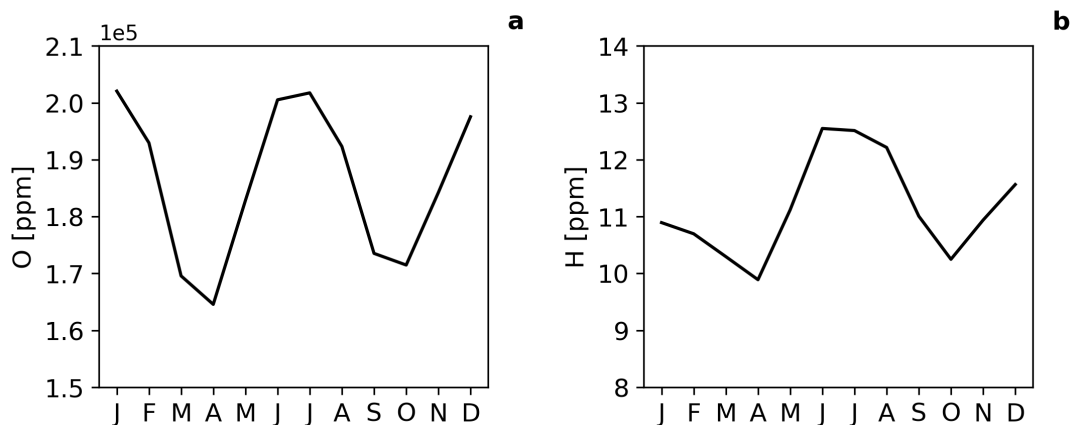 a
1e5
O [ppm]
2.1
2.0
1.9
1.8
1.7
1.6
1.5
J F M A M J J A S O N D
b
H [ppm]
14
13
12
11
10
9
8
J F M A M J J A S O N D